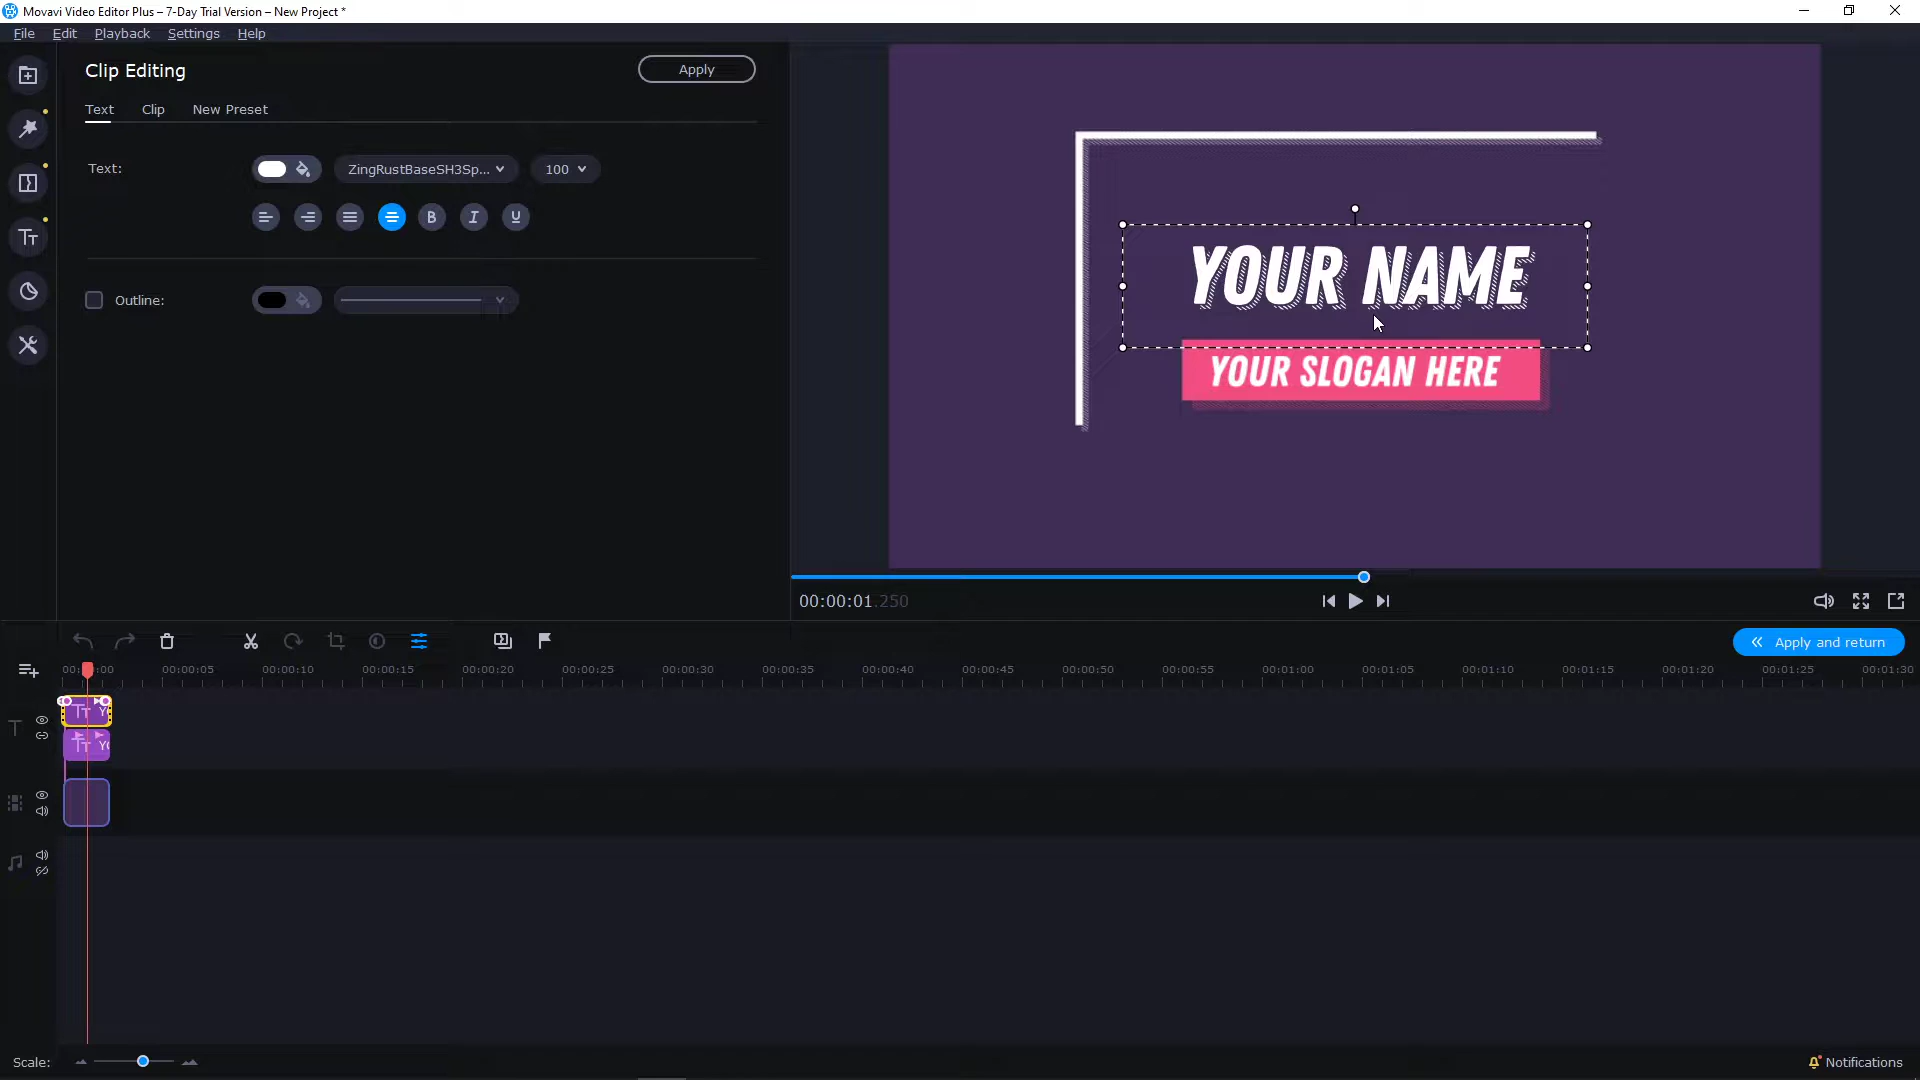 Movavi Video Editor Plus – 7-Day Trial Version – New Project *
File Edit Playback Settings Help
Clip Editing
Apply
Text Clip New Preset
Text:
ZingRustBaseSH3Sp...
100
B I U
Outline:
YOUR NAME
YOUR SLOGAN HERE
00:00:01.250
Apply and return
00:00:05 00:00:10 00:00:15 00:00:20 00:00:25 00:00:30 00:00:35 00:00:40 00:00:45 00:00:50 00:00:55 00:01:00 00:01:05 00:01:10 00:01:15 00:01:20 00:01:25 00:01:30
Scale:
Notifications